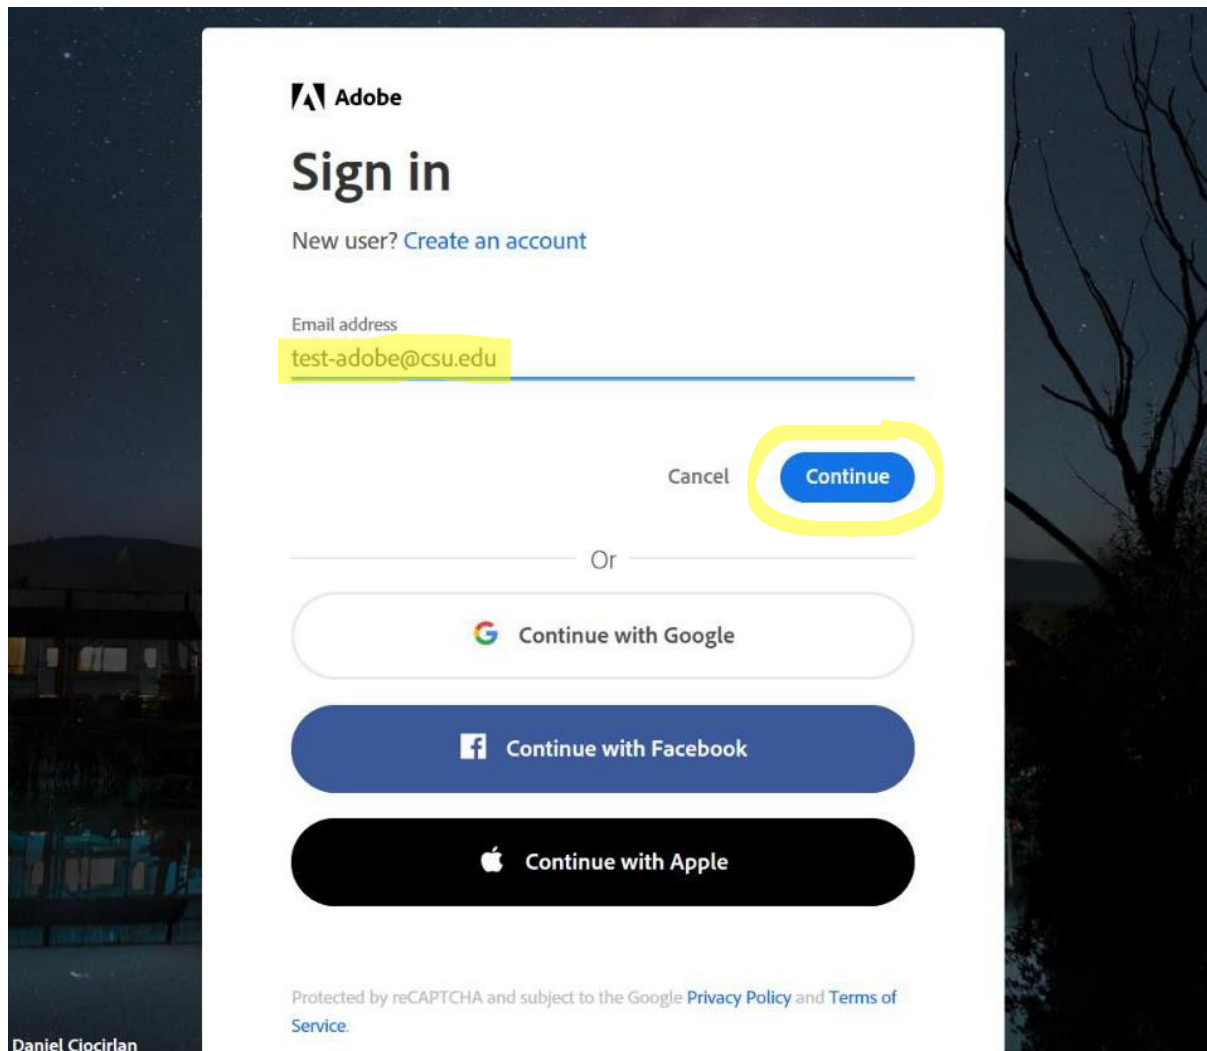 Adobe
Sign in
New user? Create an account
Email address
test-adobe@csu.edu
Cancel
Continue
Or
Continue with Google
Continue with Facebook
Continue with Apple
Protected by reCAPTCHA and subject to the Google Privacy Policy and Terms of
Service.
Daniel Ciocirlan